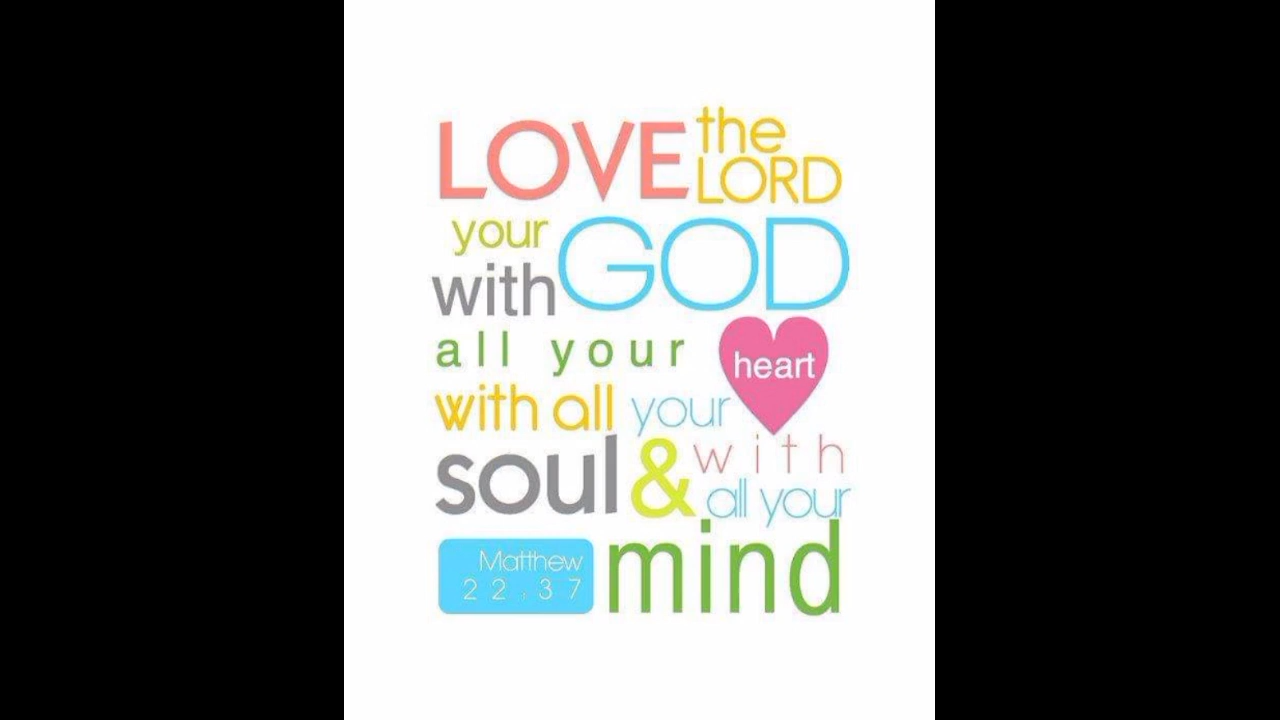 LOVE the
LORD
your GOD
with
all your heart
with all your
soul & with
all your
mind
Matthew
22.37